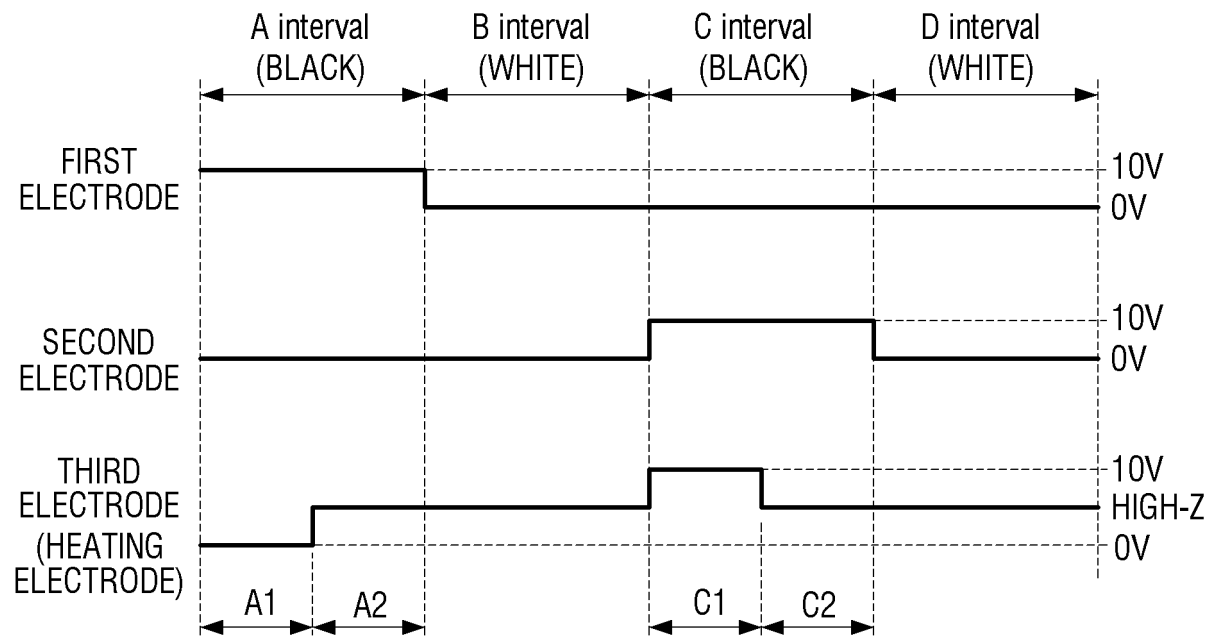 A interval
(BLACK)
B interval
(WHITE)
C interval
(BLACK)
D interval
(WHITE)
FIRST
ELECTRODE
10V
0V
SECOND
ELECTRODE
10V
0V
THIRD
ELECTRODE
(HEATING
ELECTRODE)
10V
HIGH-Z
0V
A1
A2
C1
C2